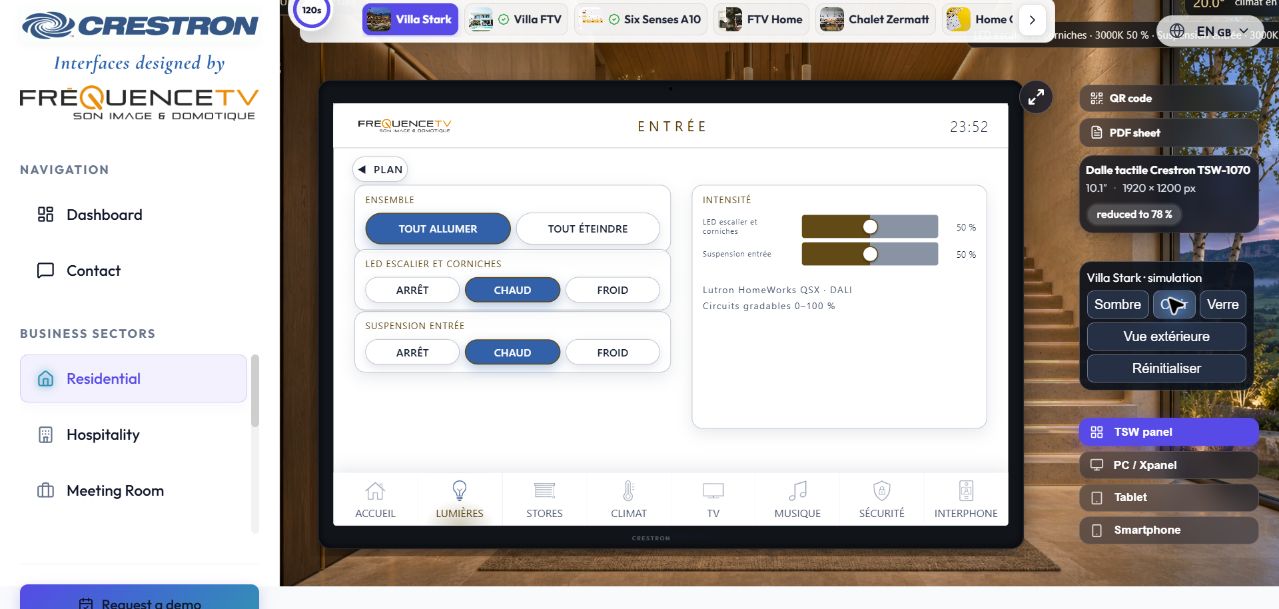 CRESTRON
Interfaces designed by
FREQUENCETV
SON IMAGE & DOMOTIQUE
NAVIGATION
Dashboard
Contact
BUSINESS SECTORS
Residential
Hospitality
Meeting Room
Request a demo
120s
Villa Stark
Villa FTV
Six Senses A10
FTV Home
Chalet Zermatt
Home
20.0°
climat en
corniches · 3000K 50 % ·
3000K
EN GB
FREQUENCETV
SON IMAGE & DOMOTIQUE
ENTRÉE
23:52
PLAN
ENSEMBLE
TOUT ALLUMER
TOUT ÉTEINDRE
LED ESCALIER ET CORNICHES
ARRÊT
CHAUD
FROID
SUSPENSION ENTRÉE
ARRÊT
CHAUD
FROID
INTENSITÉ
LED escalier et
corniches
50 %
Suspension entrée
50 %
Lutron HomeWorks QSX · DALI
Circuits gradables 0–100 %
ACCUEIL
LUMIÈRES
STORES
CLIMAT
TV
MUSIQUE
SÉCURITÉ
INTERPHONE
CRESTRON
QR code
PDF sheet
Dalle tactile Crestron TSW-1070
10.1" · 1920 × 1200 px
reduced to 78 %
Villa Stark · simulation
Sombre
Verre
Vue extérieure
Réinitialiser
TSW panel
PC / Xpanel
Tablet
Smartphone